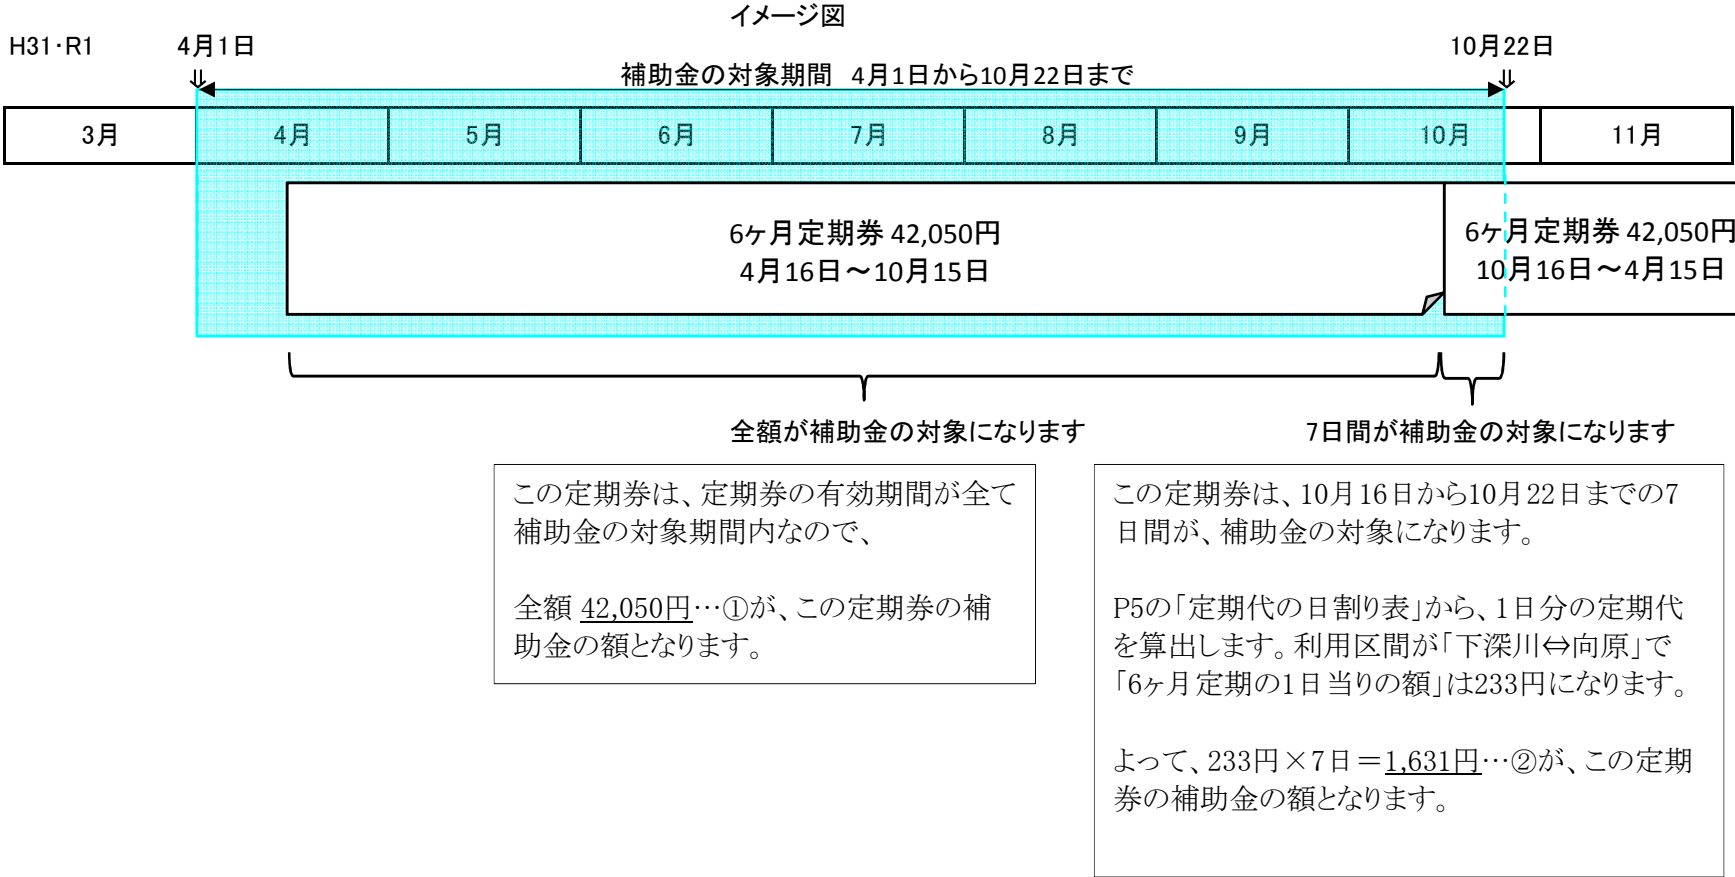 イメージ図
H31・R1
4月1日
10月22日
⇓
⇓
補助金の対象期間　4月1日から10月22日まで
3月
4月
5月
6月
7月
8月
9月
10月
11月
6ヶ月定期券 42,050円
4月16日～10月15日
6ヶ月定期券 42,050円
10月16日～4月15日
全額が補助金の対象になります
7日間が補助金の対象になります
この定期券は、定期券の有効期間が全て
補助金の対象期間内なので、
全額 42,050円…①が、この定期券の補
助金の額となります。
この定期券は、10月16日から10月22日までの7
日間が、補助金の対象になります。
P5の「定期代の日割り表」から、1日分の定期代
を算出します。利用区間が「下深川⇔向原」で
「6ヶ月定期の1日当りの額」は233円になります。
よって、233円×7日＝1,631円…②が、この定期
券の補助金の額となります。